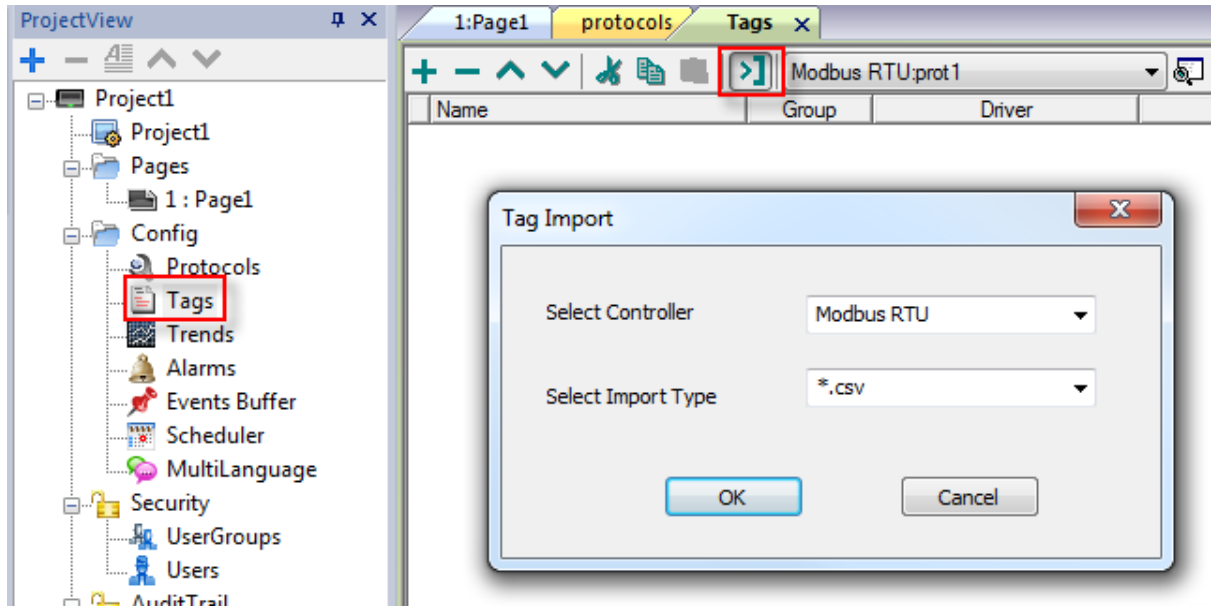 ProjectView
Project1
Project1
Pages
1 : Page1
Config
Protocols
Tags
Trends
Alarms
Events Buffer
Scheduler
MultiLanguage
Security
UserGroups
Users
AuditTrail
1:Page1 protocols Tags
Modbus RTU:prot1
Name Group Driver
Tag Import
Select Controller Modbus RTU
Select Import Type *.csv
OK Cancel